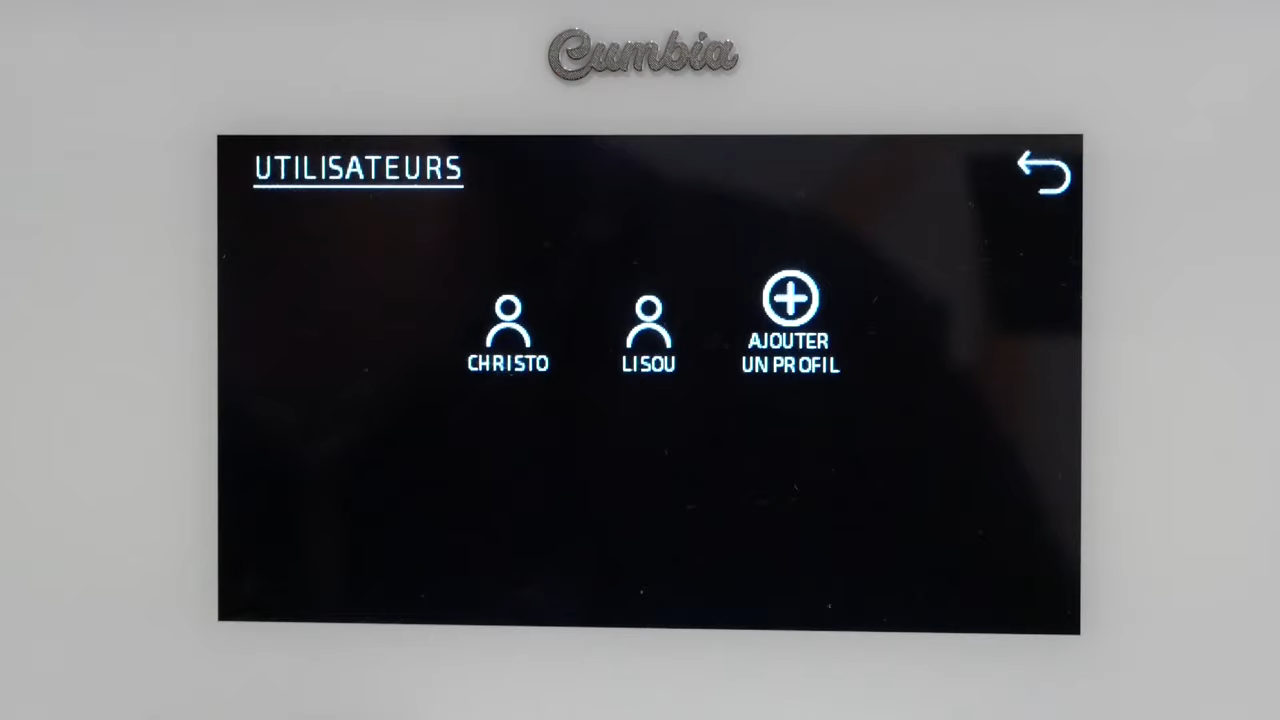 Cumbia
UTILISATEURS
CHRISTO
LISOU
AJOUTER
UN PROFIL